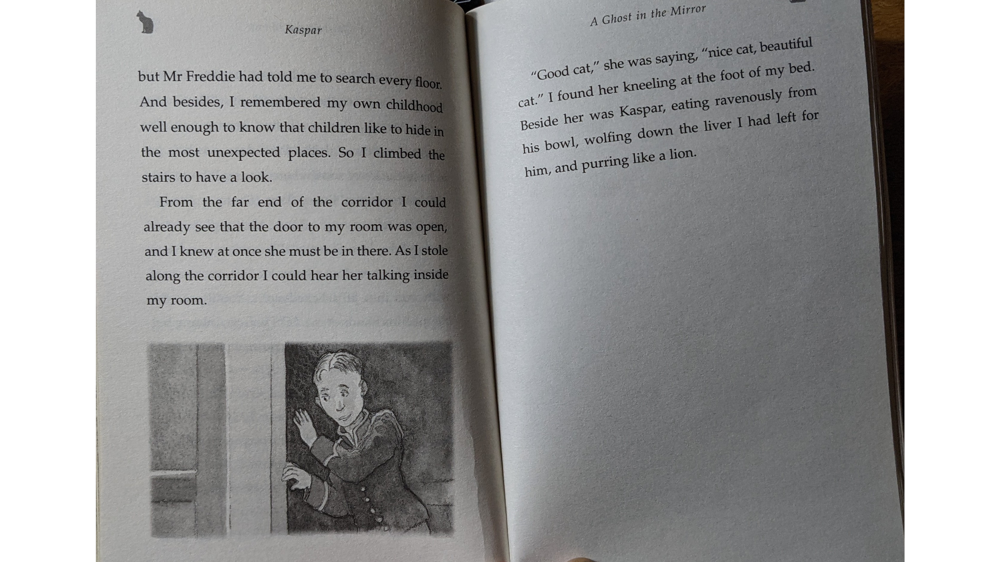 Kaspar
but Mr Freddie had told me to search every floor.
And besides, I remembered my own childhood
well enough to know that children like to hide in
the most unexpected places. So I climbed the
stairs to have a look.
From the far end of the corridor I could
already see that the door to my room was open,
and I knew at once she must be in there. As I stole
along the corridor I could hear her talking inside
my room.
A Ghost in the Mirror
“Good cat,” she was saying, “nice cat, beautiful
cat.” I found her kneeling at the foot of my bed.
Beside her was Kaspar, eating ravenously from
his bowl, wolfing down the liver I had left for
him, and purring like a lion.